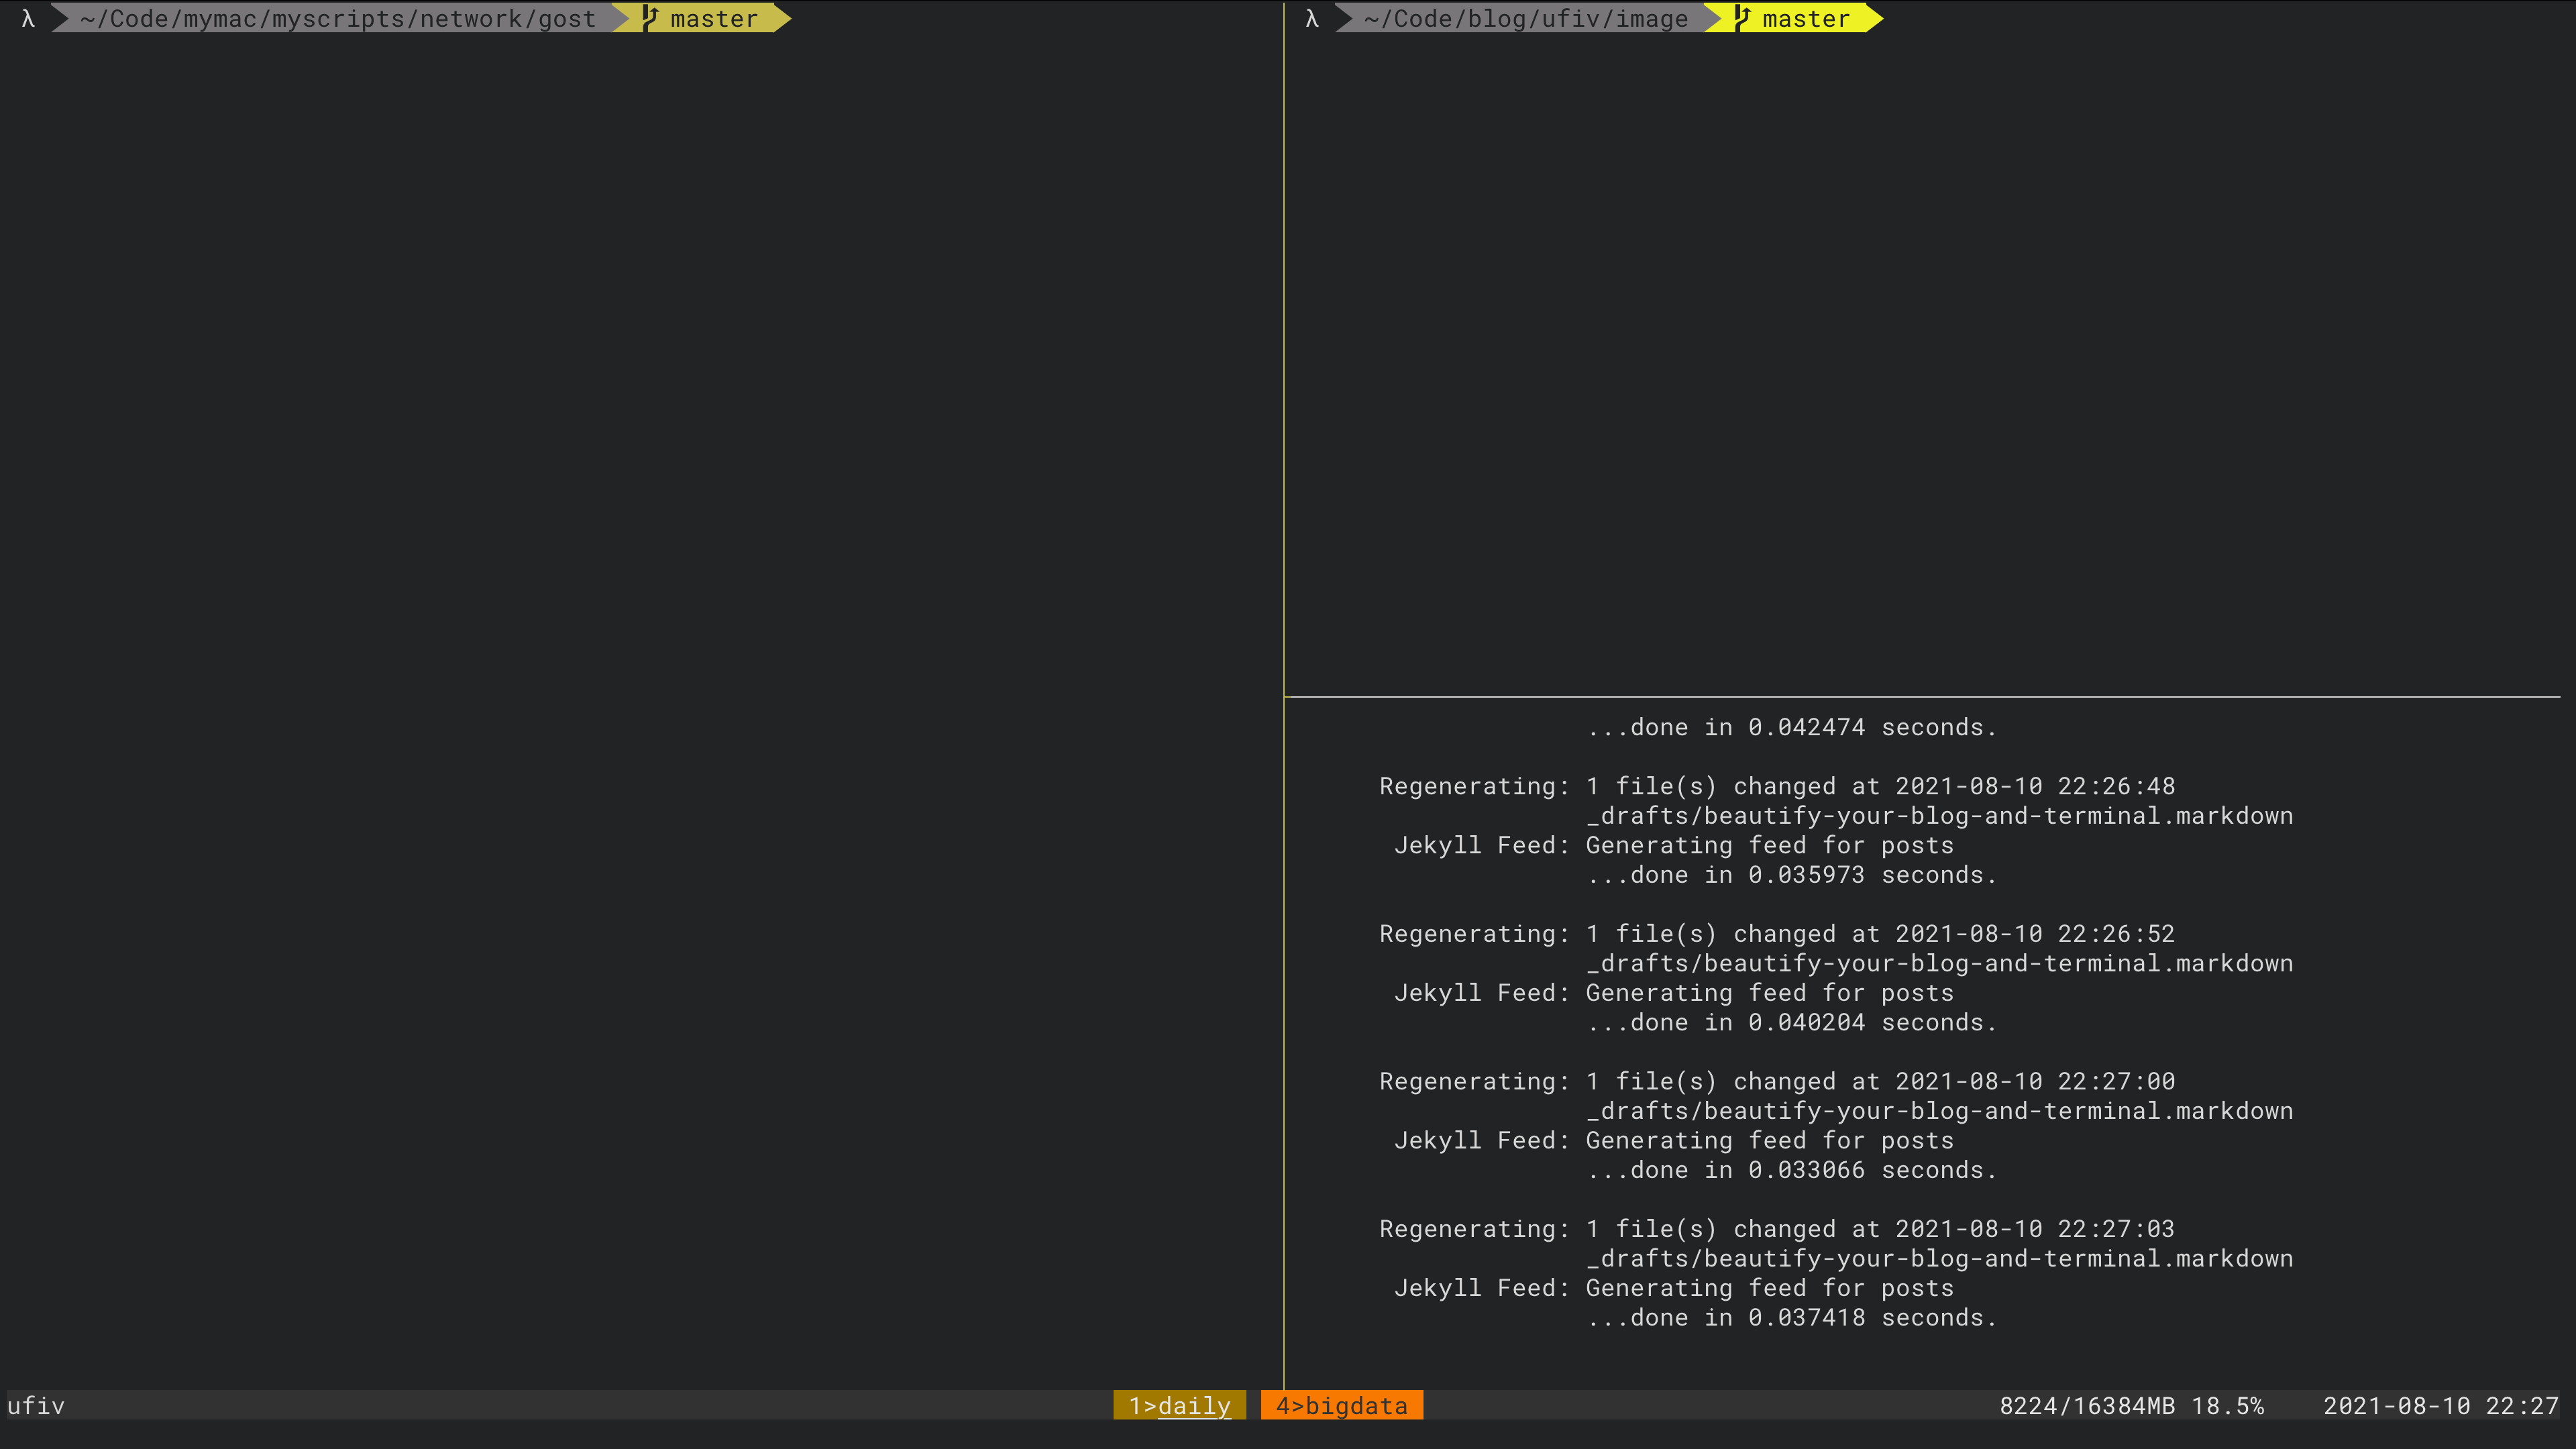 λ ~/Code/mymac/myscripts/network/gost master
λ ~/Code/blog/ufiv/image master
...done in 0.042474 seconds.
Regenerating: 1 file(s) changed at 2021-08-10 22:26:48
_drafts/beautify-your-blog-and-terminal.markdown
Jekyll Feed: Generating feed for posts
...done in 0.035973 seconds.
Regenerating: 1 file(s) changed at 2021-08-10 22:26:52
_drafts/beautify-your-blog-and-terminal.markdown
Jekyll Feed: Generating feed for posts
...done in 0.040204 seconds.
Regenerating: 1 file(s) changed at 2021-08-10 22:27:00
_drafts/beautify-your-blog-and-terminal.markdown
Jekyll Feed: Generating feed for posts
...done in 0.033066 seconds.
Regenerating: 1 file(s) changed at 2021-08-10 22:27:03
_drafts/beautify-your-blog-and-terminal.markdown
Jekyll Feed: Generating feed for posts
...done in 0.037418 seconds.
ufiv 1>daily 4>bigdata 8224/16384MB 18.5% 2021-08-10 22:27